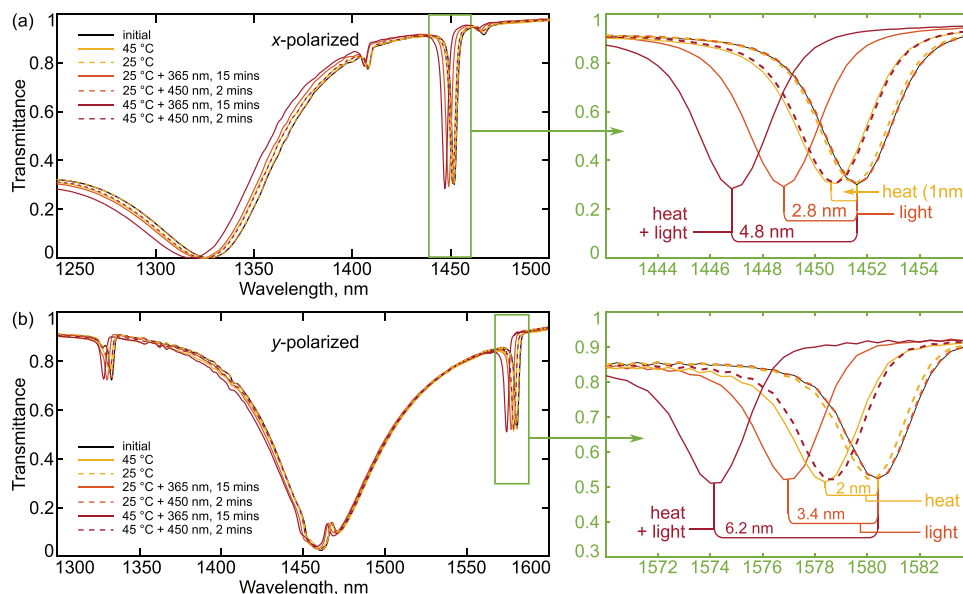 (a)
x-polarized
initial
45 °C
25 °C
25 °C + 365 nm, 15 mins
25 °C + 450 nm, 2 mins
45 °C + 365 nm, 15 mins
45 °C + 450 nm, 2 mins
Transmittance
1
0.8
0.6
0.4
0.2
0
1250 1300 1350 1400 1450 1500
Wavelength, nm
1
0.8
0.6
0.4
0.2
0
heat (1nm
2.8 nm
light
heat
+ light
4.8 nm
1444 1446 1448 1450 1452 1454
Wavelength, nm
(b)
y-polarized
initial
45 °C
25 °C
25 °C + 365 nm, 15 mins
25 °C + 450 nm, 2 mins
45 °C + 365 nm, 15 mins
45 °C + 450 nm, 2 mins
Transmittance
1
0.8
0.6
0.4
0.2
0
1300 1350 1400 1450 1500 1550 1600
Wavelength, nm
1
0.9
0.8
0.7
0.6
0.5
0.4
0.3
2 nm
heat
3.4 nm
light
heat
+ light
6.2 nm
1572 1574 1576 1578 1580 1582
Wavelength, nm